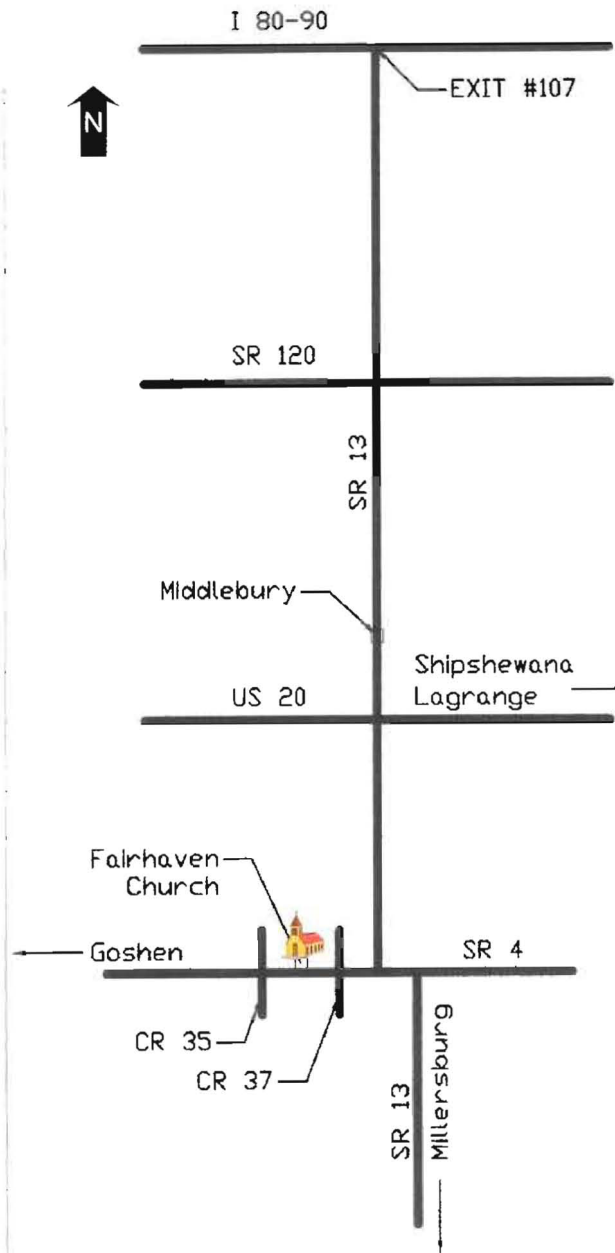 I 80-90
EXIT #107
N
SR 120
SR 13
Middlebury
Shipshewana
Lagrange
US 20
Fairhaven
Church
Goshen
SR 4
CR 35
CR 37
SR 13
Millersburg